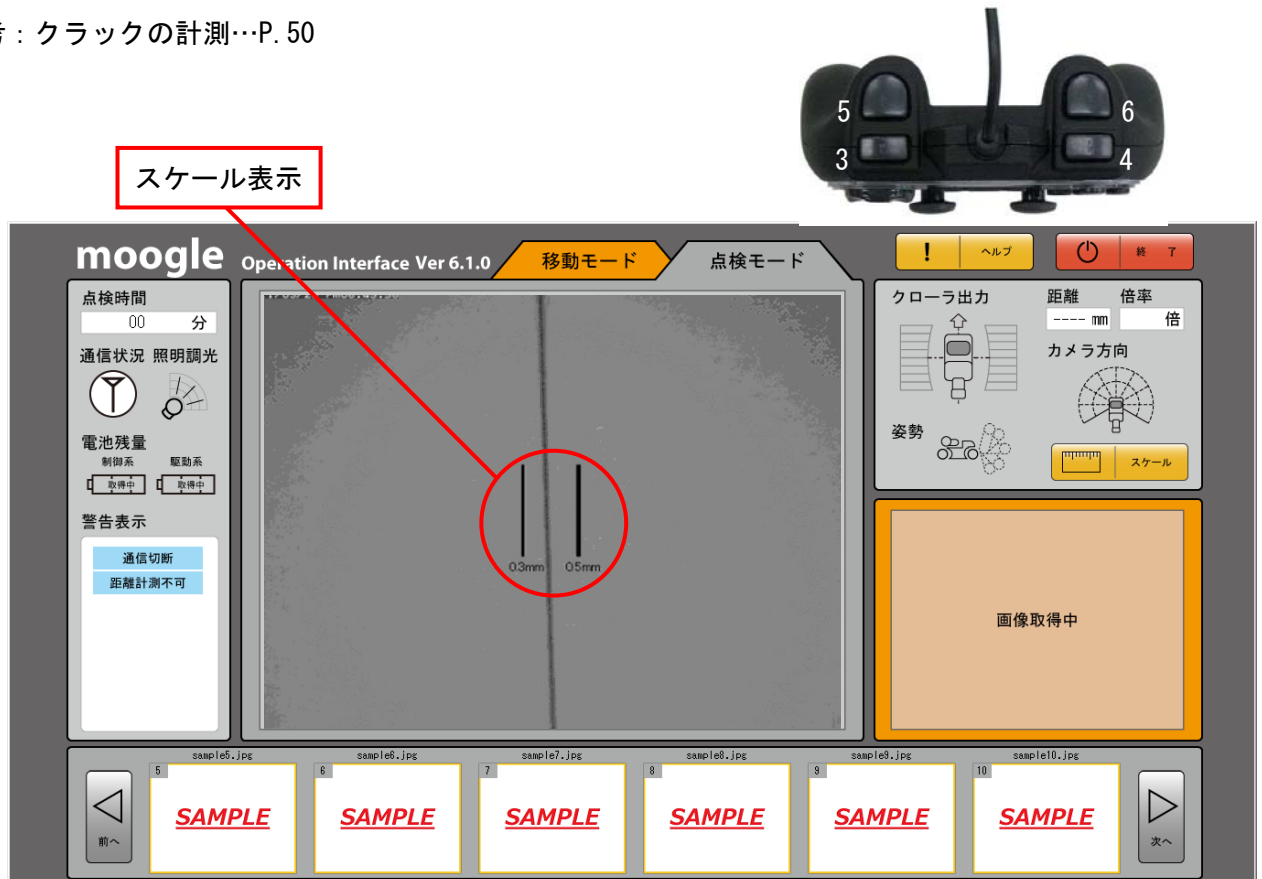 ：クラックの計測…P.50
5
6
3
4
スケール表示
moogle Operation Interface Ver 6.1.0
移動モード
点検モード
! ヘルプ
終 了
点検時間
00 分
通信状況 照明調光
電池残量
制御系 駆動系
取得中 取得中
警告表示
通信切断
距離計測不可
0.3mm 0.5mm
クローラ出力
距離 倍率
---- mm 倍
カメラ方向
姿勢
スケール
画像取得中
sample5.jpg sample6.jpg sample7.jpg sample8.jpg sample9.jpg sample10.jpg
5 6 7 8 9 10
SAMPLE SAMPLE SAMPLE SAMPLE SAMPLE SAMPLE
前へ
次へ